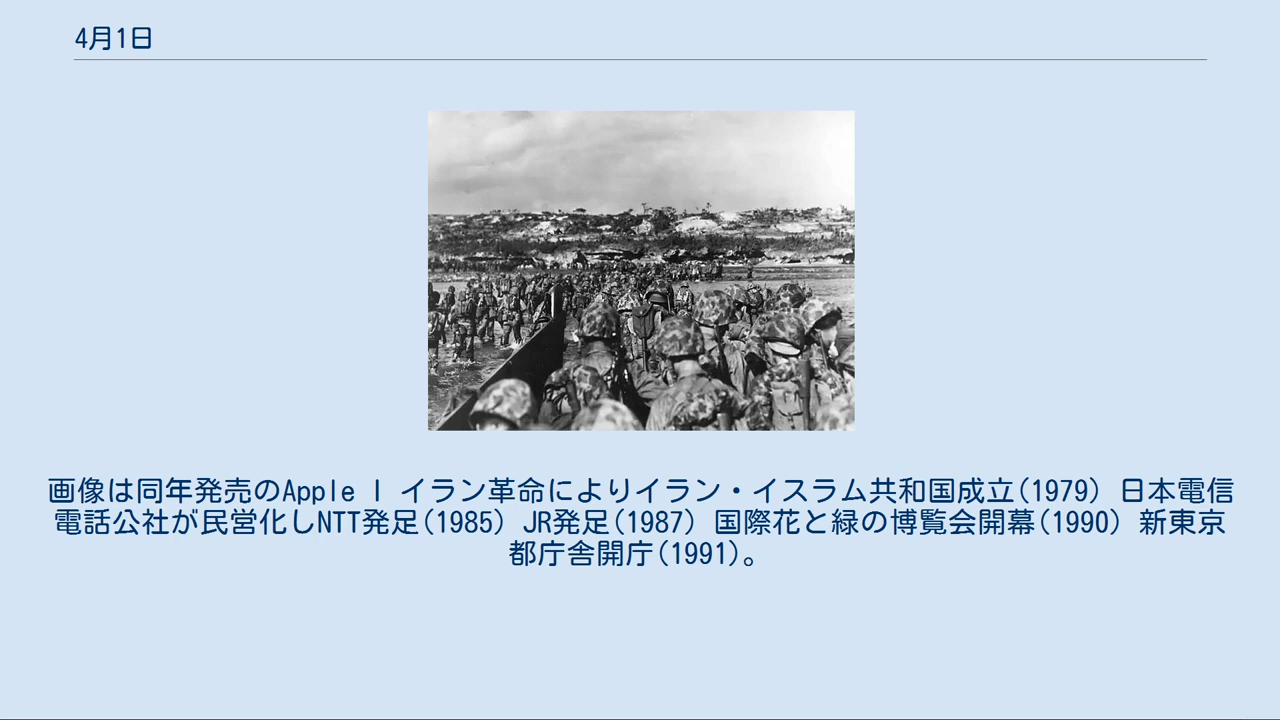 4月1日
画像は同年発売のApple I イラン革命によりイラン・イスラム共和国成立(1979) 日本電信
電話公社が民営化しNTT発足(1985) JR発足(1987) 国際花と緑の博覧会開幕(1990) 新東京
都庁舎開庁(1991)。